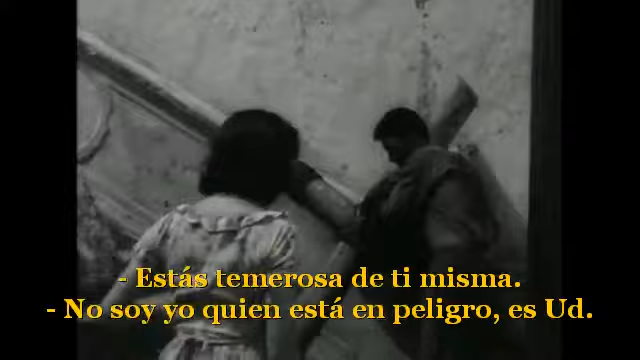 - Estás temerosa de ti misma.
- No soy yo quien está en peligro, es Ud.